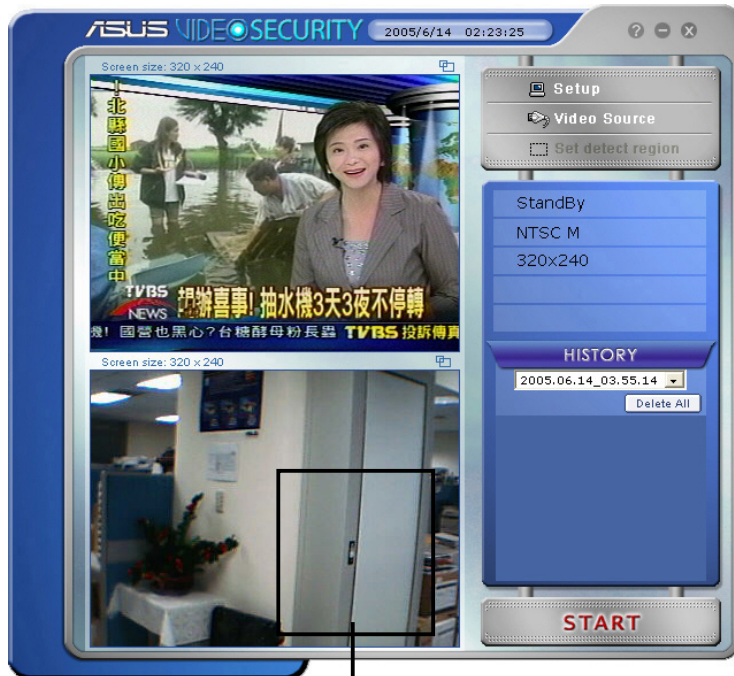 ASUS VIDEOSECURITY
2005/6/14 02:23:25
Screen size: 320 x 240
！北縣國小傳出吃便當中
TVBS
NEWS
想辦喜事! 抽水機3天3夜不停轉
機! 國營也黑心?台糖酵母粉長蟲 TVBS 投訴傳真
Screen size: 320 x 240
Setup
Video Source
Set detect region
StandBy
NTSC M
320x240
HISTORY
2005.06.14_03.55.14
Delete All
START